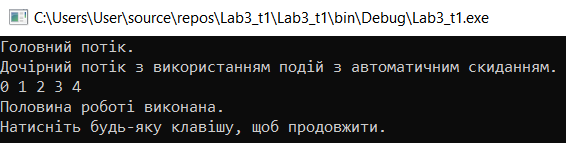 C:\Users\User\source\repos\Lab3_t1\Lab3_t1\bin\Debug\Lab3_t1.exe
Головний потік.
Дочірній потік з використанням подій з автоматичним скиданням.
0 1 2 3 4
Половина роботі виконана.
Натисніть будь-яку клавішу, щоб продовжити.